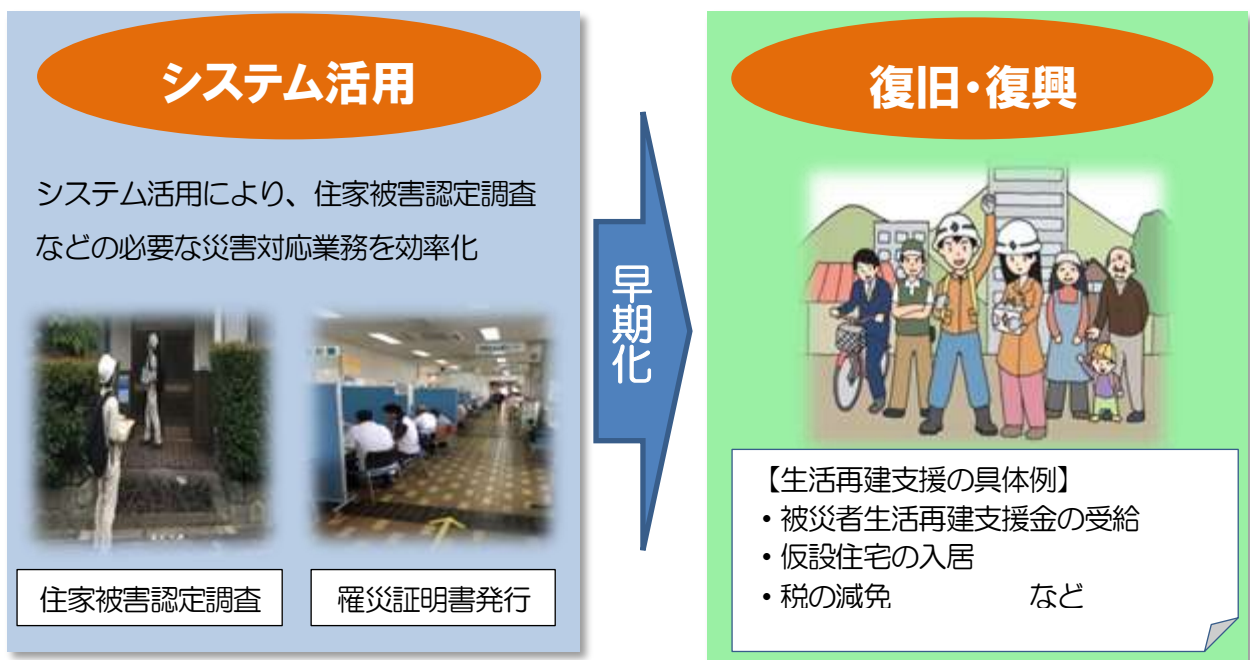 システム活用
システム活用により、住家被害認定調査
などの必要な災害対応業務を効率化
住家被害認定調査
罹災証明書発行
早期化
復旧・復興
【生活再建支援の具体例】
・被災者生活再建支援金の受給
・仮設住宅の入居
・税の減免　　　　など